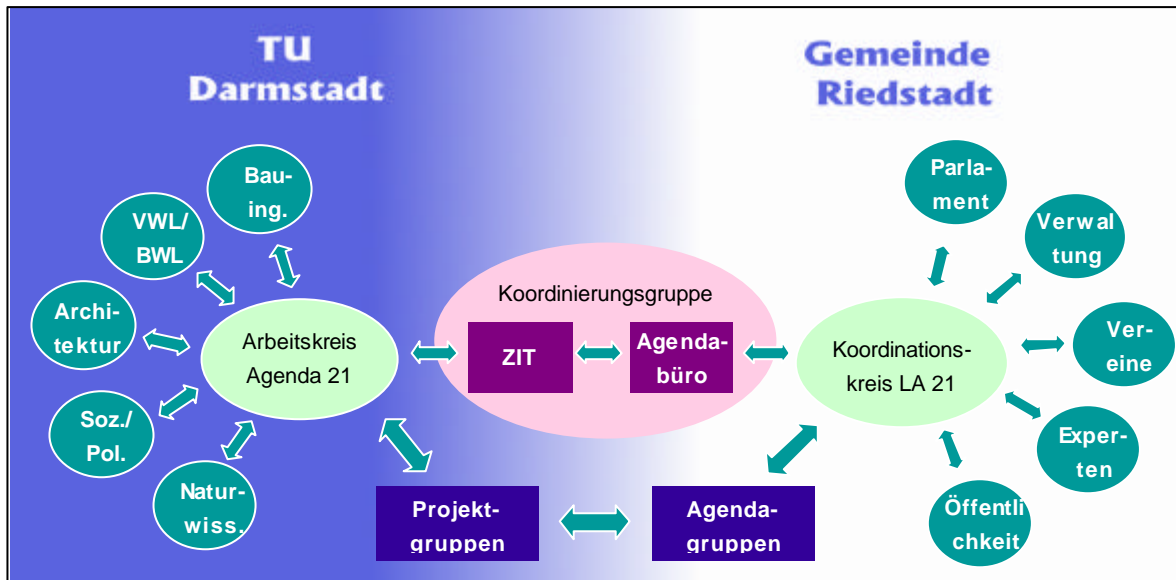 TU
Darmstadt
Gemeinde
Riedstadt
Bau-
ing.
VWL/
BWL
Archi-
tektur
Soz./
Pol.
Natur-
wiss.
Arbeitskreis
Agenda 21
Koordinierungsgruppe
ZIT
Agenda-
büro
Koordinations-
kreis LA 21
Parla-
ment
Verwal
tung
Ver-
eine
Exper-
ten
Öffentli
chkeit
Projekt-
gruppen
Agenda-
gruppen